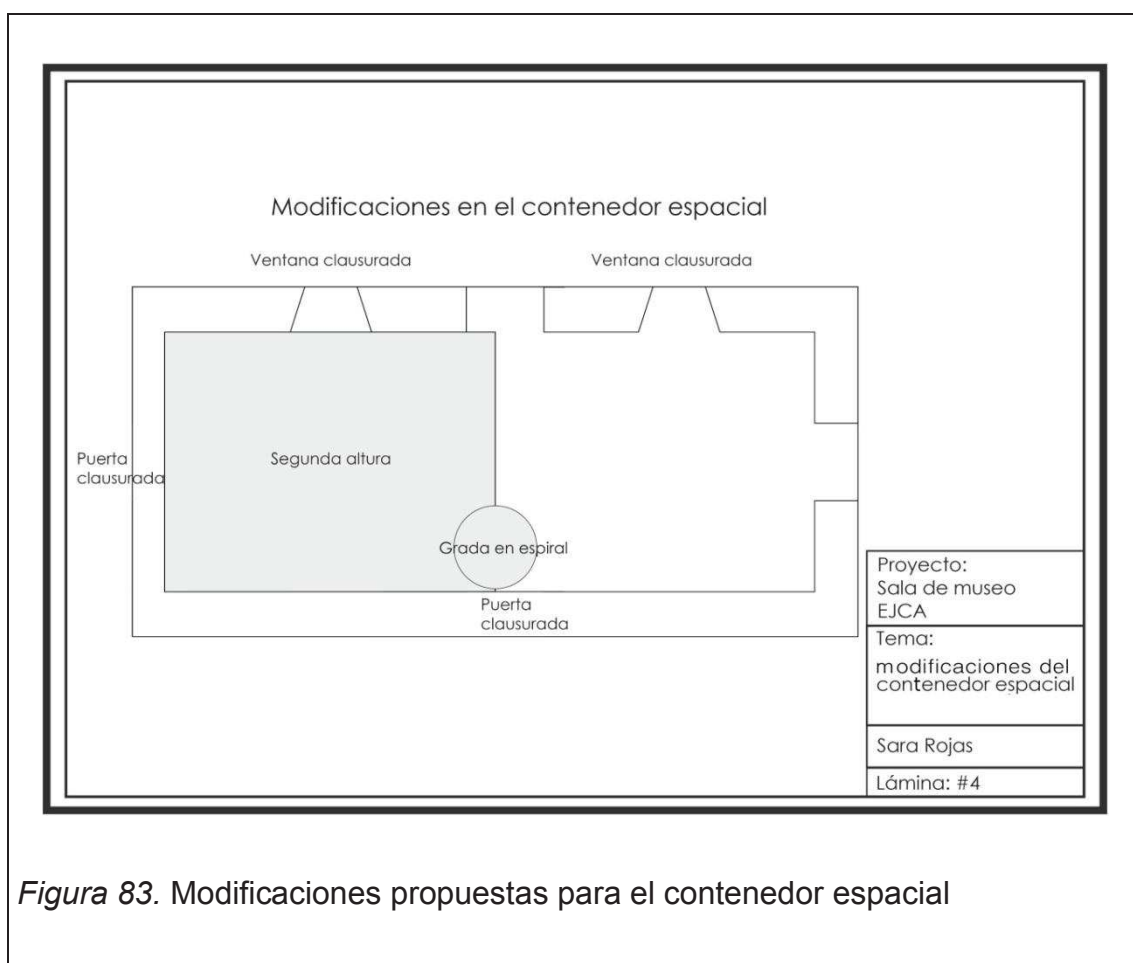 Modificaciones en el contenedor espacial
Ventana clausurada
Ventana clausurada
Puerta
clausurada
Segunda altura
Grada en espiral
Puerta
clausurada
Proyecto:
Sala de museo
EJCA
Tema:
modificaciones del
contenedor espacial
Sara Rojas
Lámina: #4
Figura 83. Modificaciones propuestas para el contenedor espacial